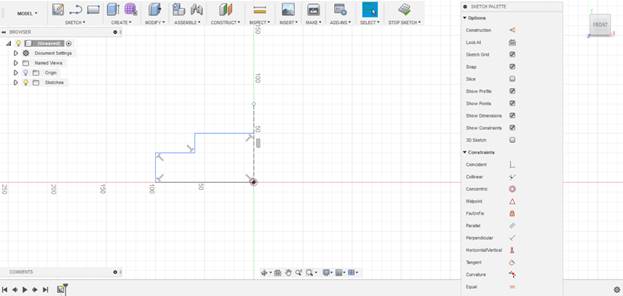 MODEL
SKETCH
CREATE
MODIFY
ASSEMBLE
CONSTRUCT
INSPECT
INSERT
MAKE
ADD-INS
SELECT
STOP SKETCH
BROWSER
(Unsaved)
Document Settings
Named Views
Origin
Sketches
150
100
50
250
200
150
100
50
FRONT
SKETCH PALETTE
Options
Construction
Look At
Sketch Grid
Snap
Slice
Show Profile
Show Points
Show Dimensions
Show Constraints
3D Sketch
Constraints
Coincident
Collinear
Concentric
Midpoint
Fix/UnFix
Parallel
Perpendicular
Horizontal/Vertical
Tangent
Curvature
Equal
COMMENTS